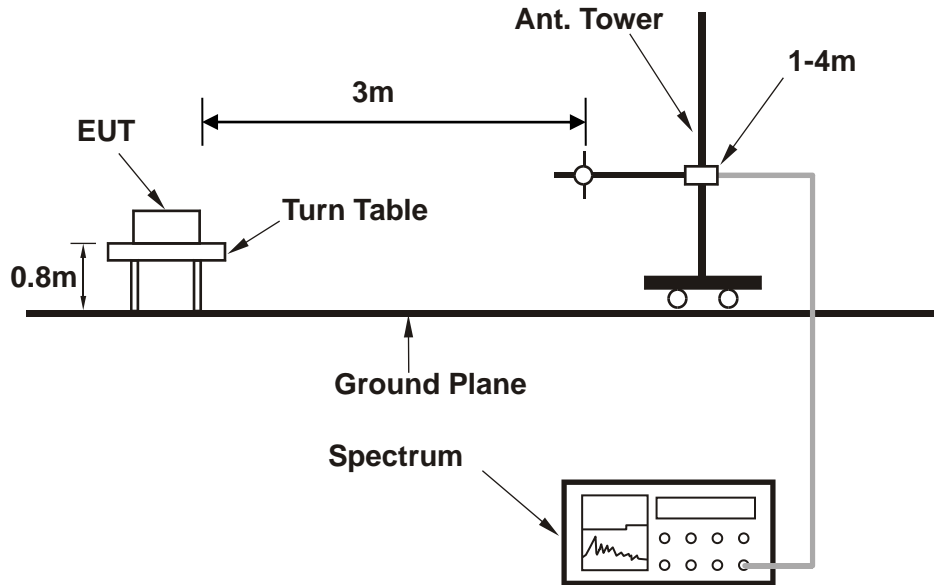 Ant. Tower
1-4m
3m
EUT
Turn Table
0.8m
Ground Plane
Spectrum